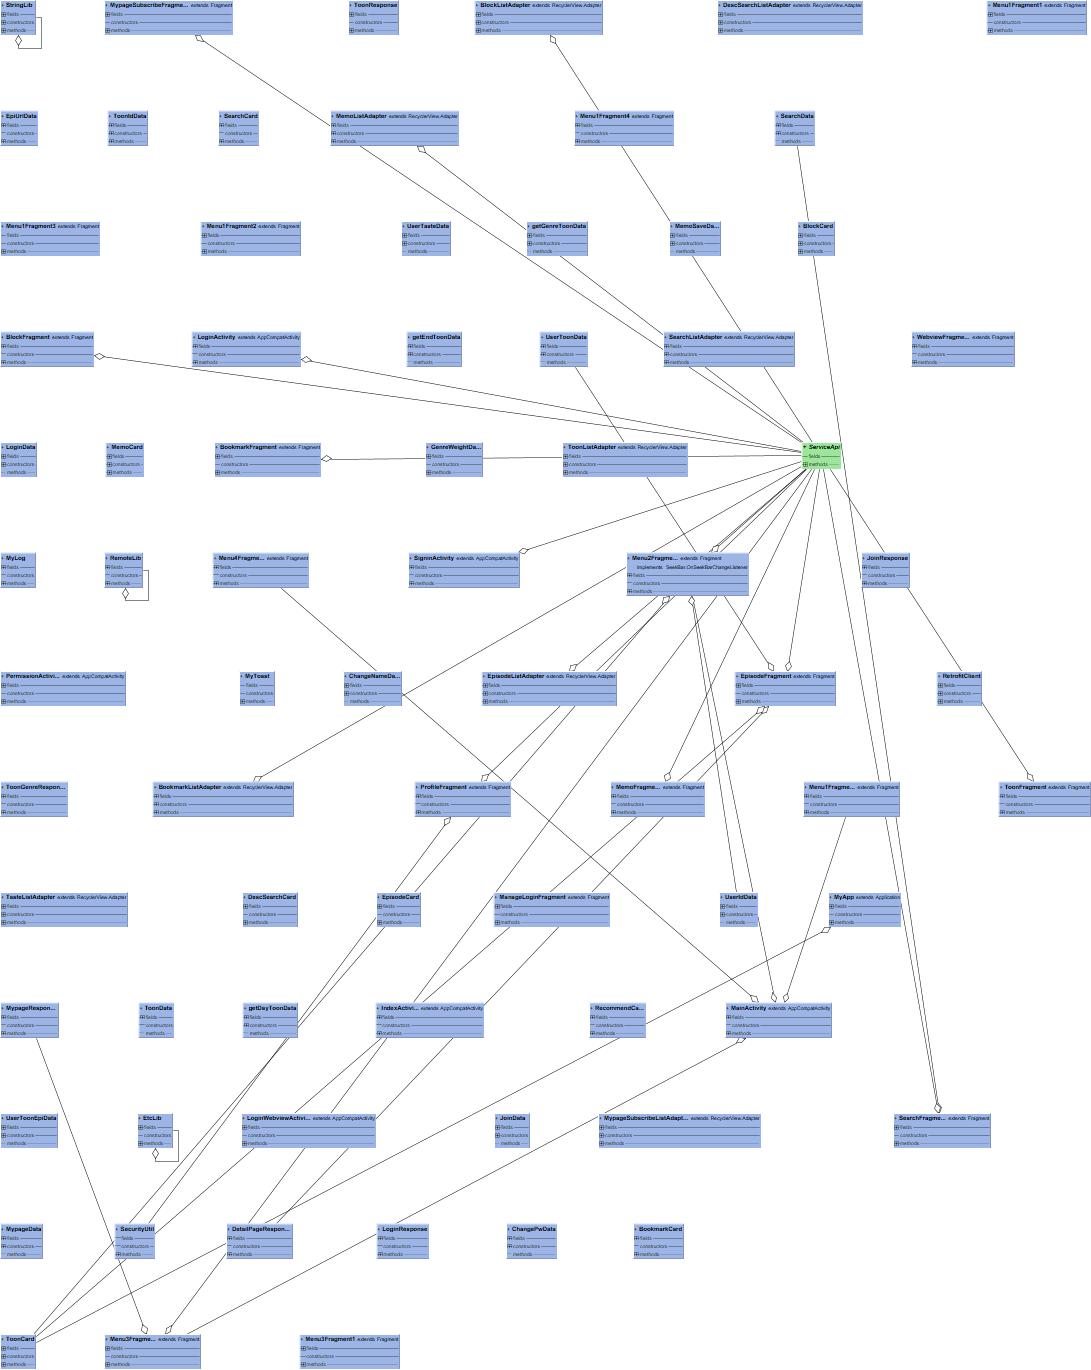 StringLib
fields
constructors
methods
MypageSubscribeFragme... extends Fragment
fields
constructors
methods
ToonResponse
fields
constructors
methods
BlockListAdapter extends RecyclerView.Adapter
fields
constructors
methods
DescSearchListAdapter extends RecyclerView.Adapter
fields
constructors
methods
Menu1Fragment1 extends Fragment
fields
constructors
methods
EpiUrlData
fields
constructors
methods
ToonIdData
fields
constructors
methods
SearchCard
fields
constructors
methods
MemoListAdapter extends RecyclerView.Adapter
fields
constructors
methods
Menu1Fragment4 extends Fragment
fields
constructors
methods
SearchData
fields
constructors
methods
Menu1Fragment3 extends Fragment
fields
constructors
methods
Menu1Fragment2 extends Fragment
fields
constructors
methods
UserTasteData
fields
constructors
methods
getGenreToonData
fields
constructors
methods
MemoSaveDa...
fields
constructors
methods
BlockCard
fields
constructors
methods
BlockFragment extends Fragment
fields
constructors
methods
LoginActivity extends AppCompatActivity
fields
constructors
methods
getEndToonData
fields
constructors
methods
UserToonData
fields
constructors
methods
SearchListAdapter extends RecyclerView.Adapter
fields
constructors
methods
WebviewFragme... extends Fragment
fields
constructors
methods
LoginData
fields
constructors
methods
MemoCard
fields
constructors
methods
BookmarkFragment extends Fragment
fields
constructors
methods
GenreWeightDa...
fields
constructors
methods
ToonListAdapter extends RecyclerView.Adapter
fields
constructors
methods
ServiceApi
fields
methods
MyLog
fields
constructors
methods
RemoteLib
fields
constructors
methods
Menu4Fragme... extends Fragment
fields
constructors
methods
SigninActivity extends AppCompatActivity
fields
constructors
methods
Menu2Fragme... extends Fragment
implements SeekBar.OnSeekBarChangeListener
fields
constructors
methods
JoinResponse
fields
constructors
methods
PermissionActivi... extends AppCompatActivity
fields
constructors
methods
MyToast
fields
constructors
methods
ChangeNameDa...
fields
constructors
methods
EpisodeListAdapter extends RecyclerView.Adapter
fields
constructors
methods
EpisodeFragment extends Fragment
fields
constructors
methods
RetrofitClient
fields
constructors
methods
ToonGenreRespon...
fields
constructors
methods
BookmarkListAdapter extends RecyclerView.Adapter
fields
constructors
methods
ProfileFragment extends Fragment
fields
constructors
methods
MemoFragme... extends Fragment
fields
constructors
methods
Menu1Fragme... extends Fragment
fields
constructors
methods
ToonFragment extends Fragment
fields
constructors
methods
TasteListAdapter extends RecyclerView.Adapter
fields
constructors
methods
DescSearchCard
fields
constructors
methods
EpisodeCard
fields
constructors
methods
ManageLoginFragment extends Fragment
fields
constructors
methods
UserIdData
fields
constructors
methods
MyApp extends Application
fields
constructors
methods
MypageRespon...
fields
constructors
methods
ToonData
fields
constructors
methods
getDayToonData
fields
constructors
methods
IndexActivi... extends AppCompatActivity
fields
constructors
methods
RecommendCa...
fields
constructors
methods
MainActivity extends AppCompatActivity
fields
constructors
methods
UserToonEpiData
fields
constructors
methods
EtcLib
fields
constructors
methods
LoginWebviewActivi... extends AppCompatActivity
fields
constructors
methods
JoinData
fields
constructors
methods
MypageSubscribeListAdapt... extends RecyclerView.Adapter
fields
constructors
methods
SearchFragme... extends Fragment
fields
constructors
methods
MypageData
fields
constructors
methods
SecurityUtil
fields
constructors
methods
DetailPageRespon...
fields
constructors
methods
LoginResponse
fields
constructors
methods
ChangePwData
fields
constructors
methods
BookmarkCard
fields
constructors
methods
ToonCard
fields
constructors
methods
Menu3Fragme... extends Fragment
fields
constructors
methods
Menu3Fragment1 extends Fragment
fields
constructors
methods